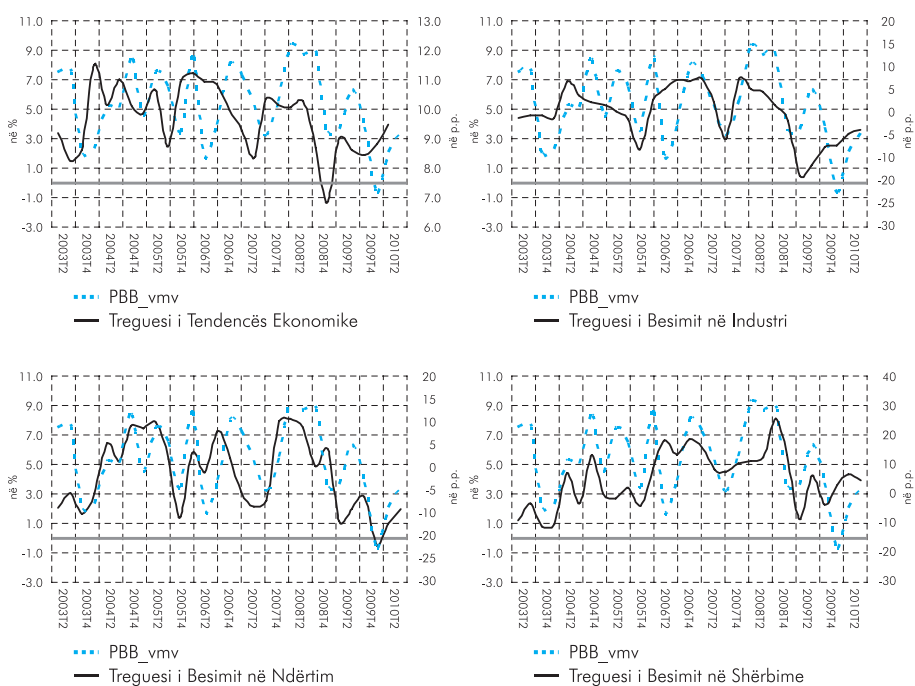 11.0
9.0
7.0
5.0
3.0
1.0
-1.0
-3.0
në %
13.0
12.0
11.0
10.0
9.0
8.0
7.0
6.0
në p.p.
2003T2
2003T4
2004T2
2004T4
2005T2
2005T4
2006T2
2006T4
2007T2
2007T4
2008T2
2008T4
2009T2
2009T4
2010T2
PBB_vmv
Treguesi i Tendencës Ekonomike
11.0
9.0
7.0
5.0
3.0
1.0
-1.0
-3.0
në %
20
15
10
5
0
-5
-10
-15
-20
-25
-30
në p.p.
2003T2
2003T4
2004T2
2004T4
2005T2
2005T4
2006T2
2006T4
2007T2
2007T4
2008T2
2008T4
2009T2
2009T4
2010T2
PBB_vmv
Treguesi i Besimit në Industri
11.0
9.0
7.0
5.0
3.0
1.0
-1.0
-3.0
në %
20
15
10
5
0
-5
-10
-15
-20
-25
-30
në p.p.
2003T2
2003T4
2004T2
2004T4
2005T2
2005T4
2006T2
2006T4
2007T2
2007T4
2008T2
2008T4
2009T2
2009T4
2010T2
PBB_vmv
Treguesi i Besimit në Ndërtim
11.0
9.0
7.0
5.0
3.0
1.0
-1.0
-3.0
në %
40
30
20
10
0
-10
-20
-30
në p.p.
2003T2
2003T4
2004T2
2004T4
2005T2
2005T4
2006T2
2006T4
2007T2
2007T4
2008T2
2008T4
2009T2
2009T4
2010T2
PBB_vmv
Treguesi i Besimit në Shërbime